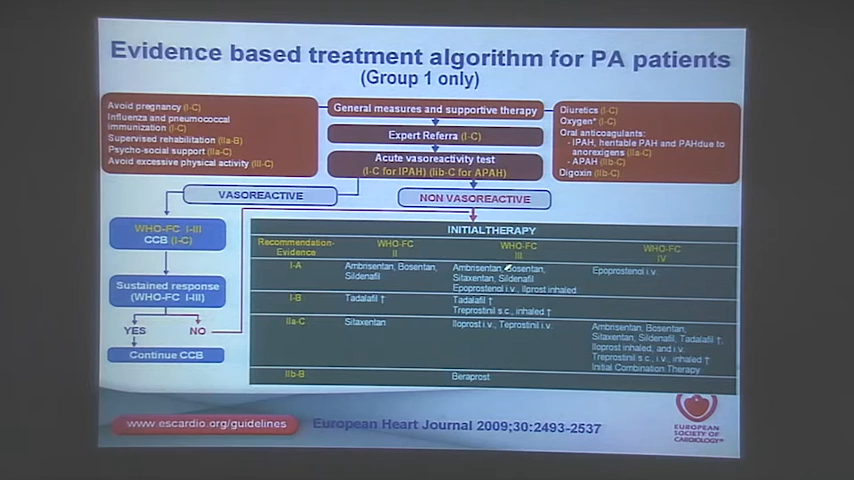 Evidence based treatment algorithm for PA patients
(Group 1 only)
Avoid pregnancy (I-C)
Influenza and pneumococcal
immunization (I-C)
Supervised rehabilitation (IIa-B)
Psycho-social support (IIa-C)
Avoid excessive physical activity (III-C)
General measures and supportive therapy
Expert Referra (I-C)
Acute vasoreactivity test
(I-C for IPAH) (IIb-C for APAH)
Diuretics (I-C)
Oxygen* (I-C)
Oral anticoagulants:
- IPAH, heritable PAH and PAHdue to
anorexigens (IIa-C)
- APAH (IIb-C)
Digoxin (IIb-C)
VASOREACTIVE
NON VASOREACTIVE
WHO-FC I-III
CCB (I-C)
Sustained response
(WHO-FC I-III)
YES
NO
Continue CCB
INITIALTHERAPY
Recommendation-
Evidence
WHO-FC
II
WHO-FC
III
WHO-FC
IV
I-A
Ambrisentan, Bosentan,
Sildenafil
Ambrisentan, Bosentan,
Sitaxentan, Sildenafil
Epoprostenol i.v., Iloprost inhaled
Epoprostenol i.v.
I-B
Tadalafil †
Tadalafil †
Treprostinil s.c., inhaled †
IIa-C
Sitaxentan
Iloprost i.v., Teprostinil i.v.
Ambrisentan, Bosentan,
Sitaxentan, Sildenafil, Tadalafil †,
Iloprost inhaled, and i.v.
Treprostinil s.c., i.v., inhaled †
Initial Combination Therapy
IIb-B
Beraprost
www.escardio.org/guidelines
European Heart Journal 2009;30:2493-2537
EUROPEAN
SOCIETY OF
CARDIOLOGY®